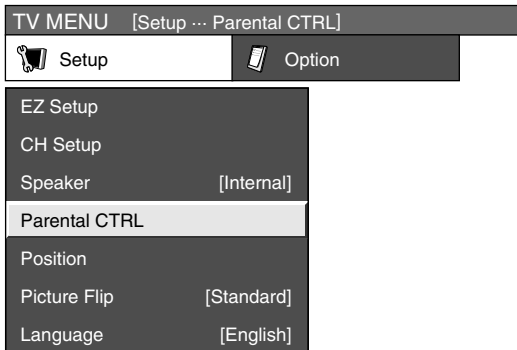 TV MENU [Setup ··· Parental CTRL]
Setup Option
EZ Setup
CH Setup
Speaker [Internal]
Parental CTRL
Position
Picture Flip [Standard]
Language [English]